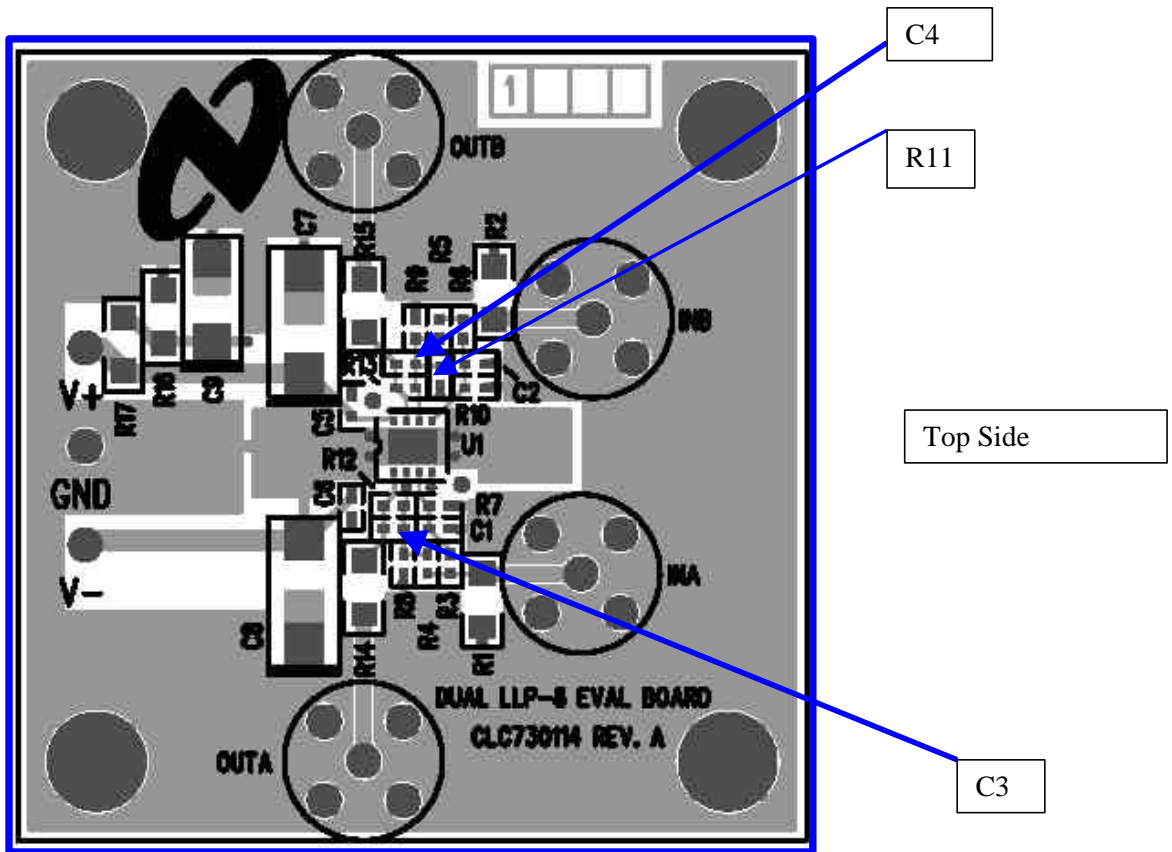 C4
1
OUTB
R11
C7
R15
R5
R2
R9
R6
INB
R13
C2
V+
R17
R16
C9
C5
R10
U1
Top Side
R12
GND
C6
R7
C1
INA
V-
C8
R14
R8
R4
R3
R1
DUAL LLP-8 EVAL BOARD
CLC730114 REV. A
OUTA
C3